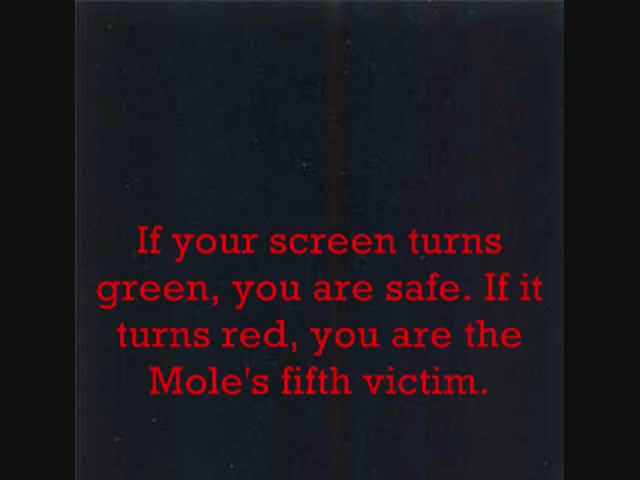 If your screen turns
green, you are safe. If it
turns red, you are the
Mole's fifth victim.